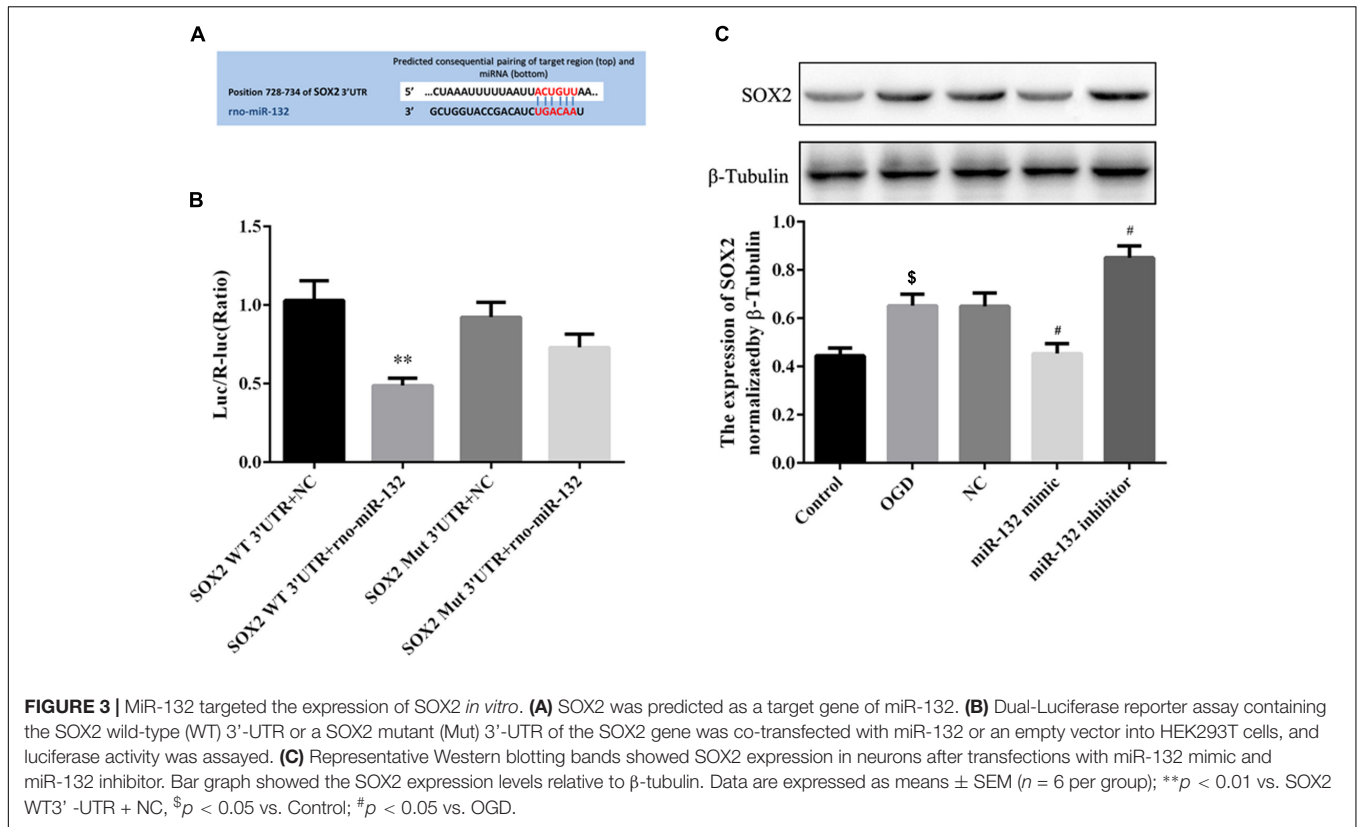 A
Predicted consequential pairing of target region (top) and
miRNA (bottom)
Position 728-734 of SOX2 3'UTR 5' ...CUAAAUUUUUAAUUACUGUUAA..
rno-miR-132 3' GCUGGUACCGACAUCUGACAAU
B
Luc/R-luc(Ratio)
1.5
1.0
0.5
0.0
**
SOX2 WT 3'UTR+NC
SOX2 WT 3'UTR+rno-miR-132
SOX2 Mut 3'UTR+NC
SOX2 Mut 3'UTR+rno-miR-132
C
SOX2
β-Tubulin
The expression of SOX2
normalizaedby β-Tubulin
1.0
0.8
0.6
0.4
0.2
0.0
$
#
#
Control
OGD
NC
miR-132 mimic
miR-132 inhibitor
FIGURE 3 | MiR-132 targeted the expression of SOX2 in vitro. (A) SOX2 was predicted as a target gene of miR-132. (B) Dual-Luciferase reporter assay containing
the SOX2 wild-type (WT) 3'-UTR or a SOX2 mutant (Mut) 3'-UTR of the SOX2 gene was co-transfected with miR-132 or an empty vector into HEK293T cells, and
luciferase activity was assayed. (C) Representative Western blotting bands showed SOX2 expression in neurons after transfections with miR-132 mimic and
miR-132 inhibitor. Bar graph showed the SOX2 expression levels relative to β-tubulin. Data are expressed as means ± SEM (n = 6 per group); **p < 0.01 vs. SOX2
WT3' -UTR + NC, $p < 0.05 vs. Control; #p < 0.05 vs. OGD.